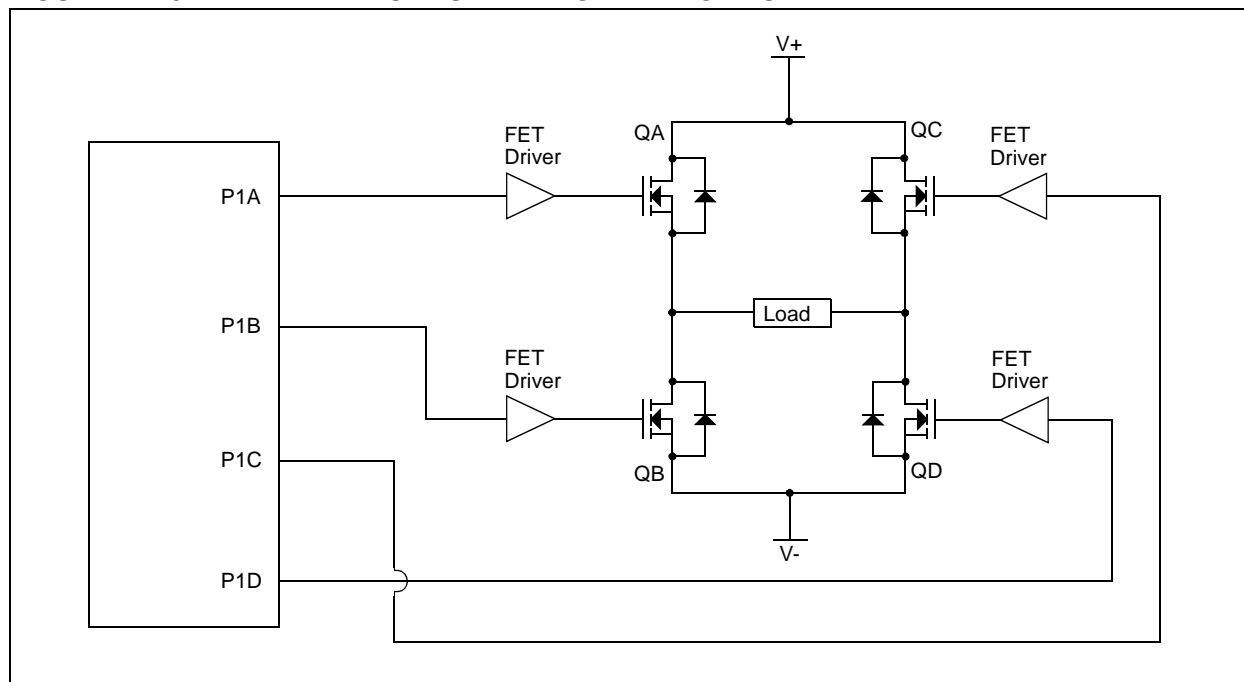 V+
FET
Driver
QA
QC
FET
Driver
P1A
P1B
Load
FET
Driver
FET
Driver
P1C
QB
QD
V-
P1D